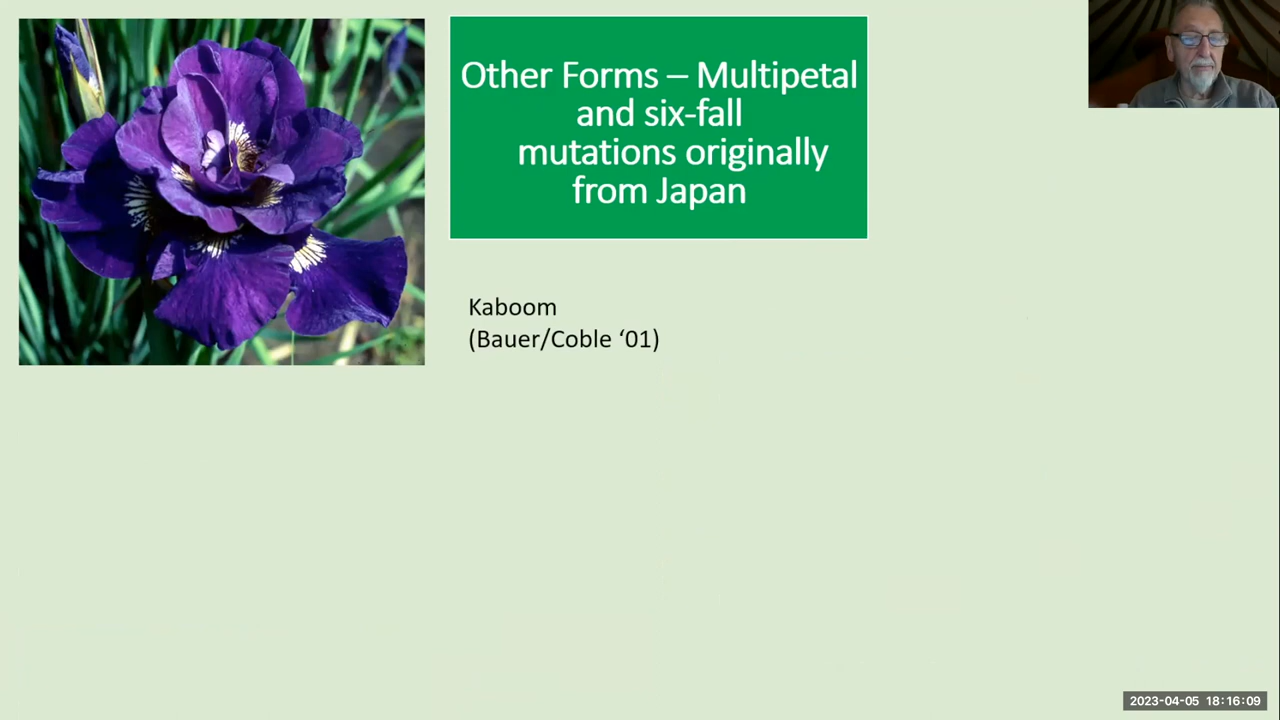 Other Forms – Multipetal
and six-fall
mutations originally
from Japan
Kaboom
(Bauer/Coble ‘01)
2023-04-05 18:16:09